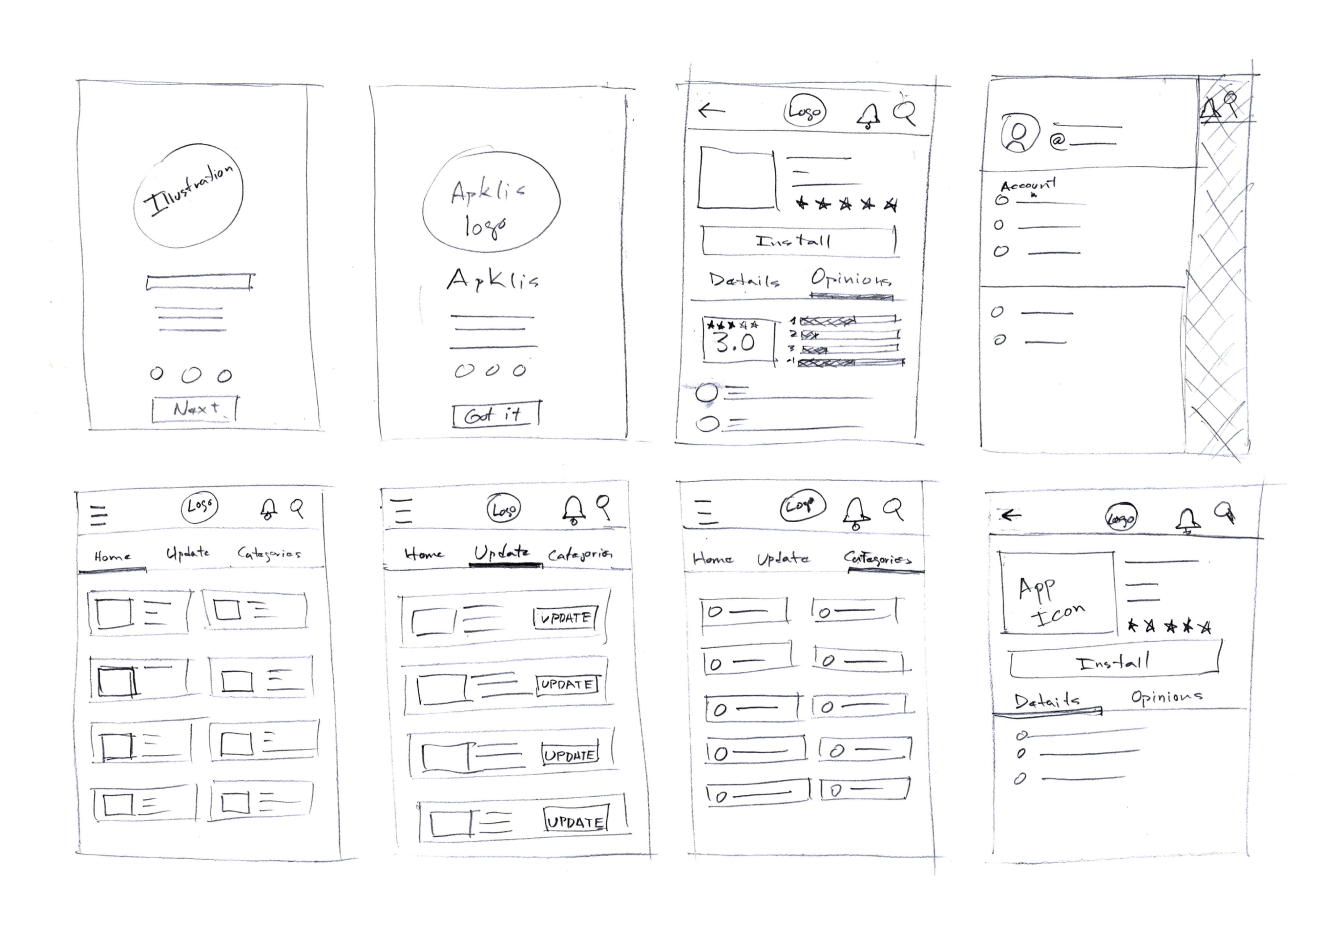 Illustration
Next
Apklis
logo
Apklis
Got it
Logo
Install
Details Opinions
3.0
1
2
3
4
@
Account
Logo
Home Update Categories
Logo
Home Update Categories
UPDATE
UPDATE
UPDATE
UPDATE
Logo
Home Update Categories
Logo
App
Icon
Install
Details Opinions